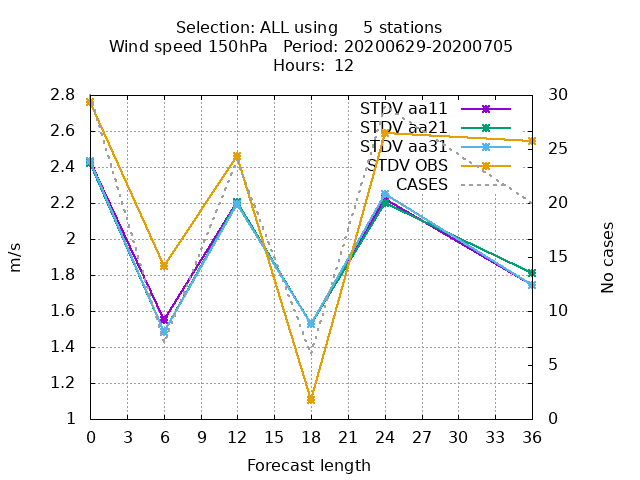 Selection: ALL using     5 stations
Wind speed 150hPa   Period: 20200629-20200705
Hours: 12
2.8
2.6
2.4
2.2
2
1.8
1.6
1.4
1.2
1
m/s
STDV aa11
STDV aa21
STDV aa31
STDV OBS
CASES
30
25
20
15
10
5
0
No cases
0 3 6 9 12 15 18 21 24 27 30 33 36
Forecast length